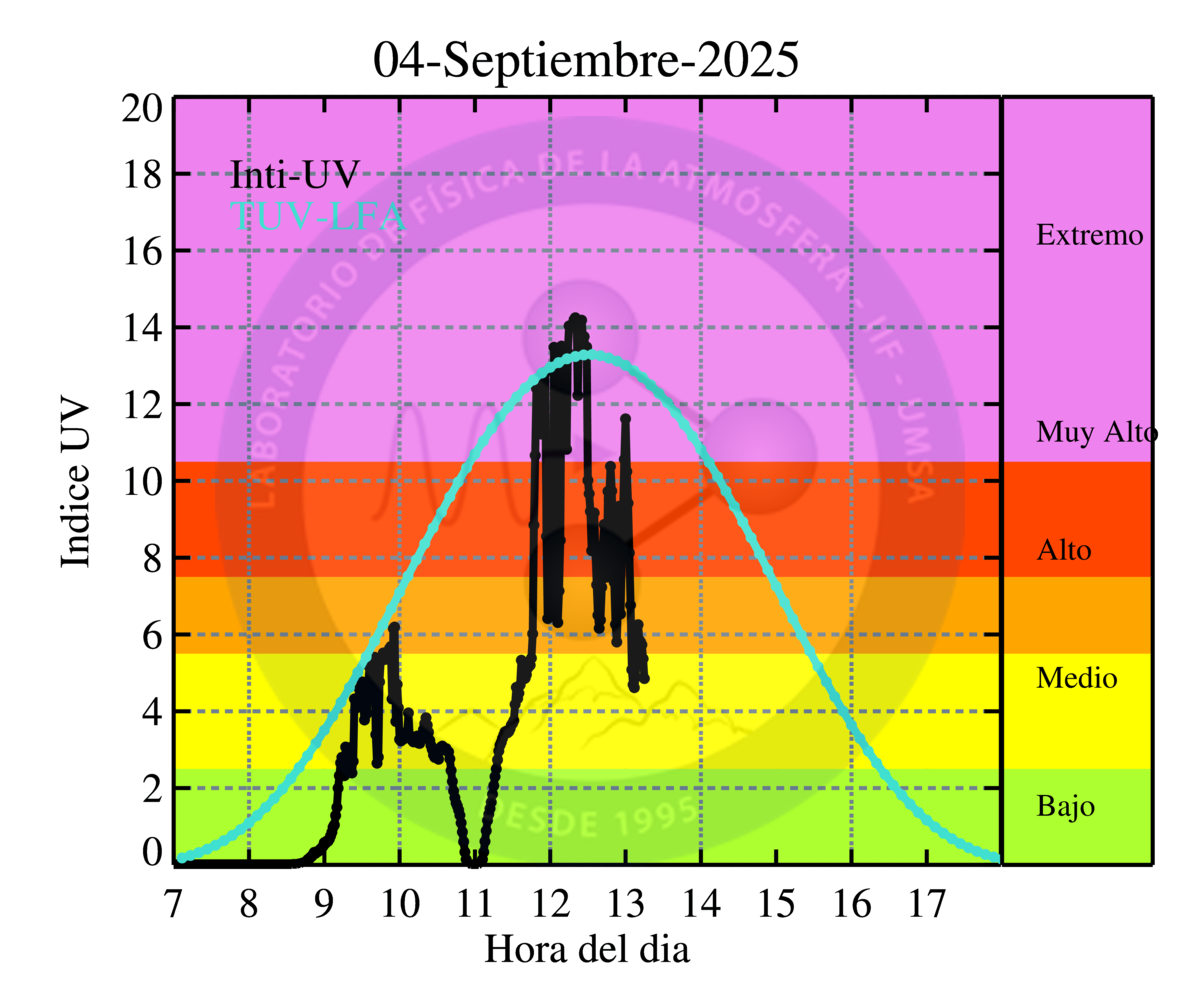 04-Septiembre-2025
20
18
16
14
12
10
8
6
4
2
0
Indice UV
Inti-UV
TUV-LFA
LABORATORIO DE FÍSICA DE LA ATMÓSFERA - IIF - UMSA
DESDE 1995
Extremo
Muy Alto
Alto
Medio
Bajo
7 8 9 10 11 12 13 14 15 16 17
Hora del dia